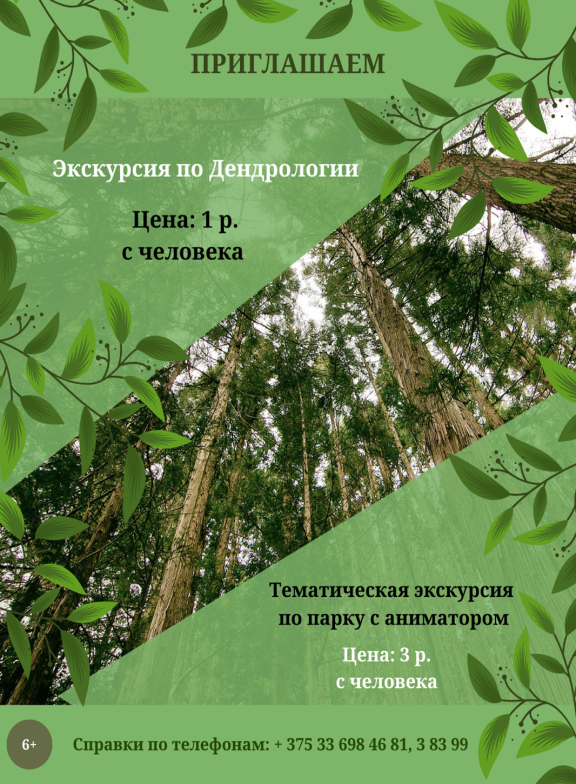 ПРИГЛАШАЕМ
Экскурсия по Дендрологии
Цена: 1 р.
с человека
Тематическая экскурсия
по парку с аниматором
Цена: 3 р.
с человека
6+
Справки по телефонам: + 375 33 698 46 81, 3 83 99